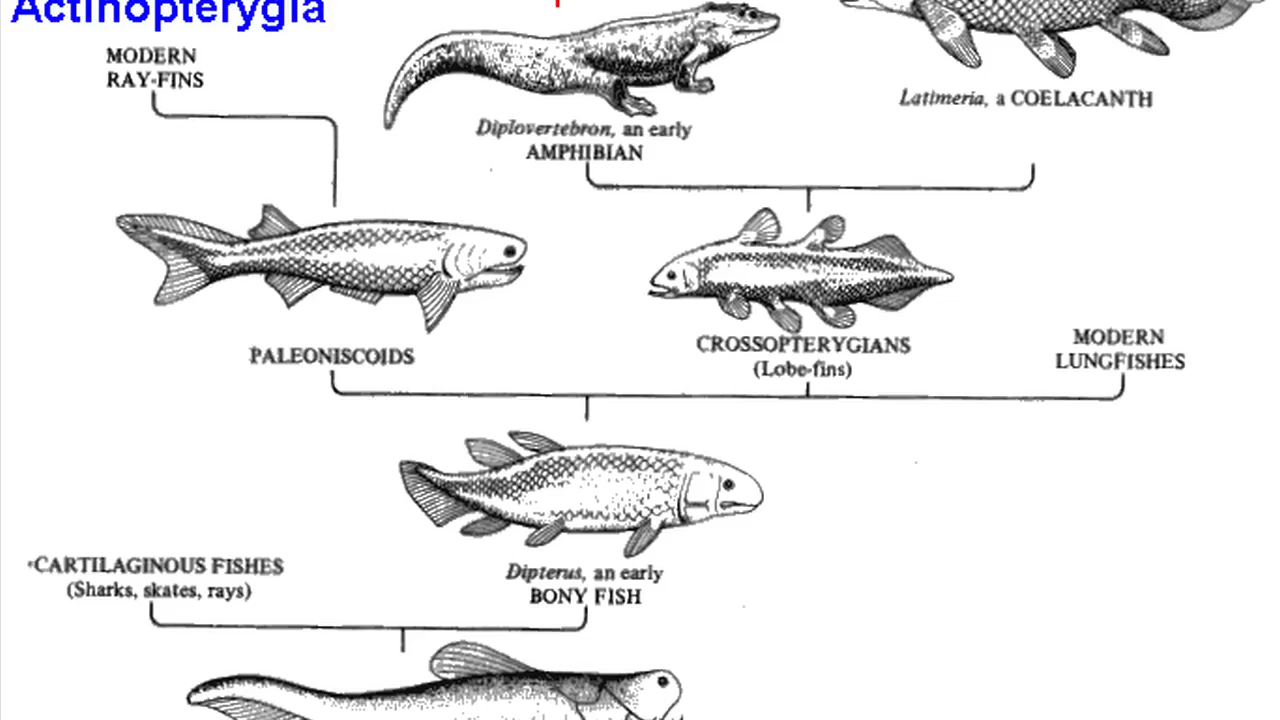 Actinopterygia
MODERN
RAY-FINS
Diplovertebron, an early
AMPHIBIAN
Latimeria, a COELACANTH
PALEONISCOIDS
CROSSOPTERYGIANS
(Lobe-fins)
MODERN
LUNGFISHES
CARTILAGINOUS FISHES
(Sharks, skates, rays)
Dipterus, an early
BONY FISH